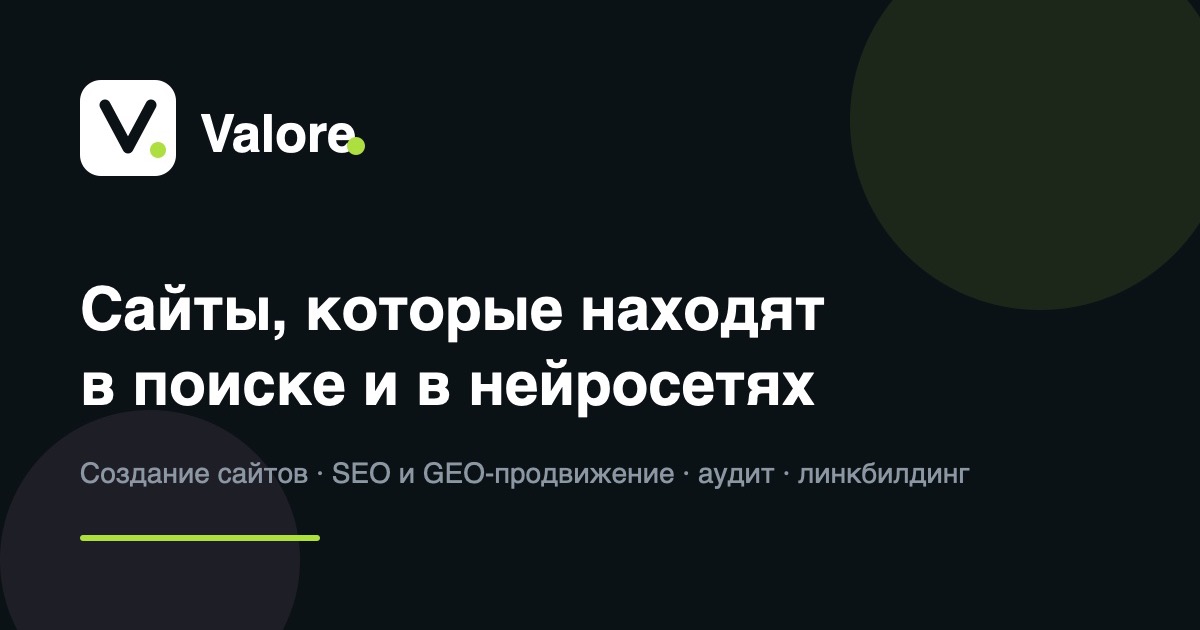 V.
Valore.
Сайты, которые находят
в поиске и в нейросетях
Создание сайтов · SEO и GEO-продвижение · аудит · линкбилдинг